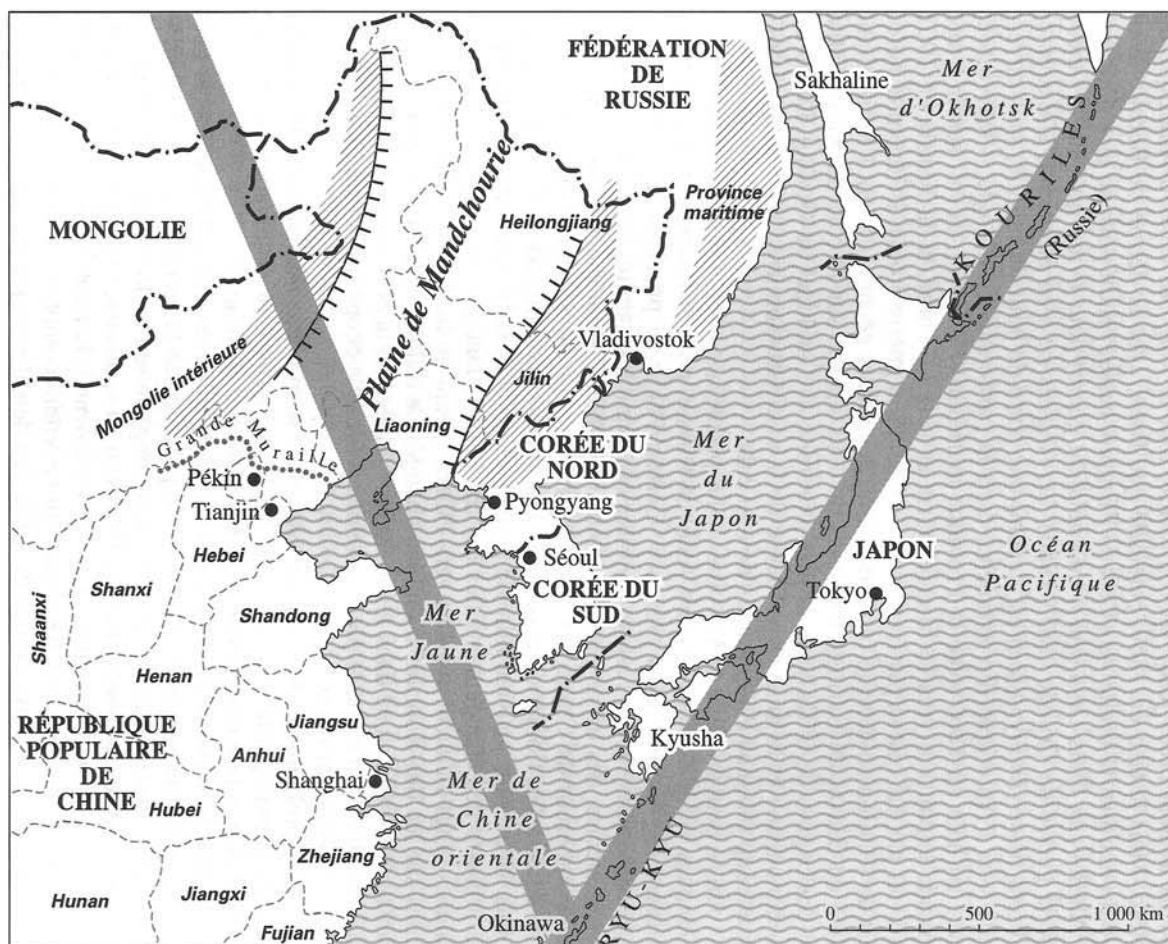 FÉDÉRATION
DE
RUSSIE
Sakhaline
Mer
d'Okhotsk
KOURILES
(Russie)
MONGOLIE
Plaine de Mandchourie
Heilongjiang
Province
maritime
Vladivostok
Mongolie intérieure
Jilin
Liaoning
Grande Muraille
CORÉE DU
NORD
Mer
du
Japon
Pékin
Pyongyang
Tianjin
Hebei
Séoul
JAPON
Océan
Pacifique
Tokyo
Shanxi
Shaanxi
Shandong
CORÉE DU
SUD
Mer
Jaune
Henan
RÉPUBLIQUE
POPULAIRE
DE
CHINE
Jiangsu
Anhui
Kyusha
Shanghai
Hubei
Mer de
Chine
orientale
Zhejiang
Hunan
Jiangxi
Fujian
Okinawa
RYU-KYU
0 500 1 000 km